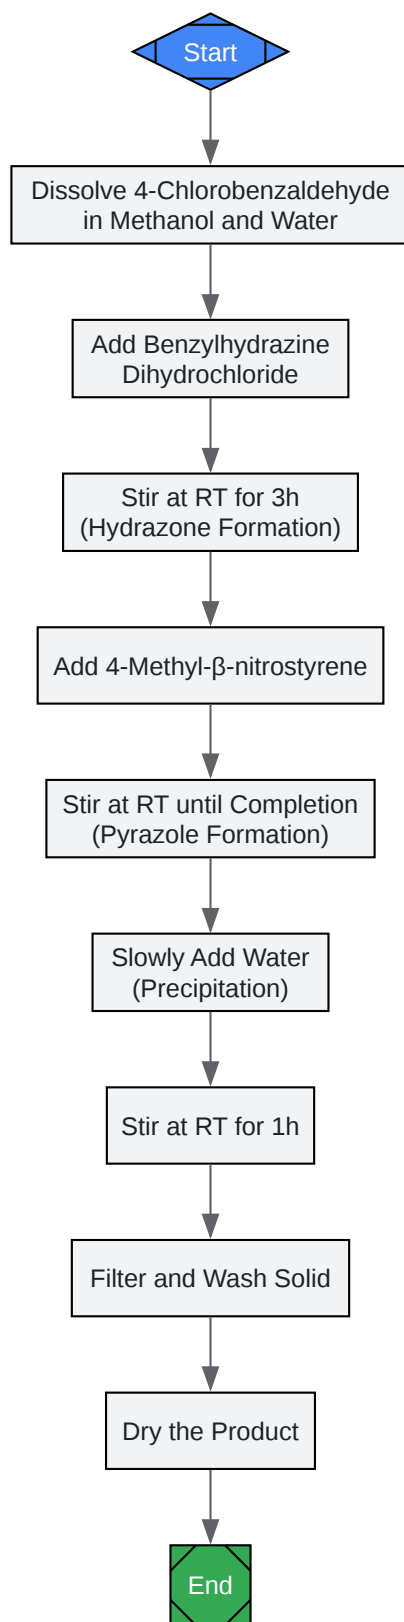 Start
Dissolve 4-Chlorobenzaldehyde
in Methanol and Water
Add Benzylhydrazine
Dihydrochloride
Stir at RT for 3h
(Hydrazone Formation)
Add 4-Methyl-β-nitrostyrene
Stir at RT until Completion
(Pyrazole Formation)
Slowly Add Water
(Precipitation)
Stir at RT for 1h
Filter and Wash Solid
Dry the Product
End